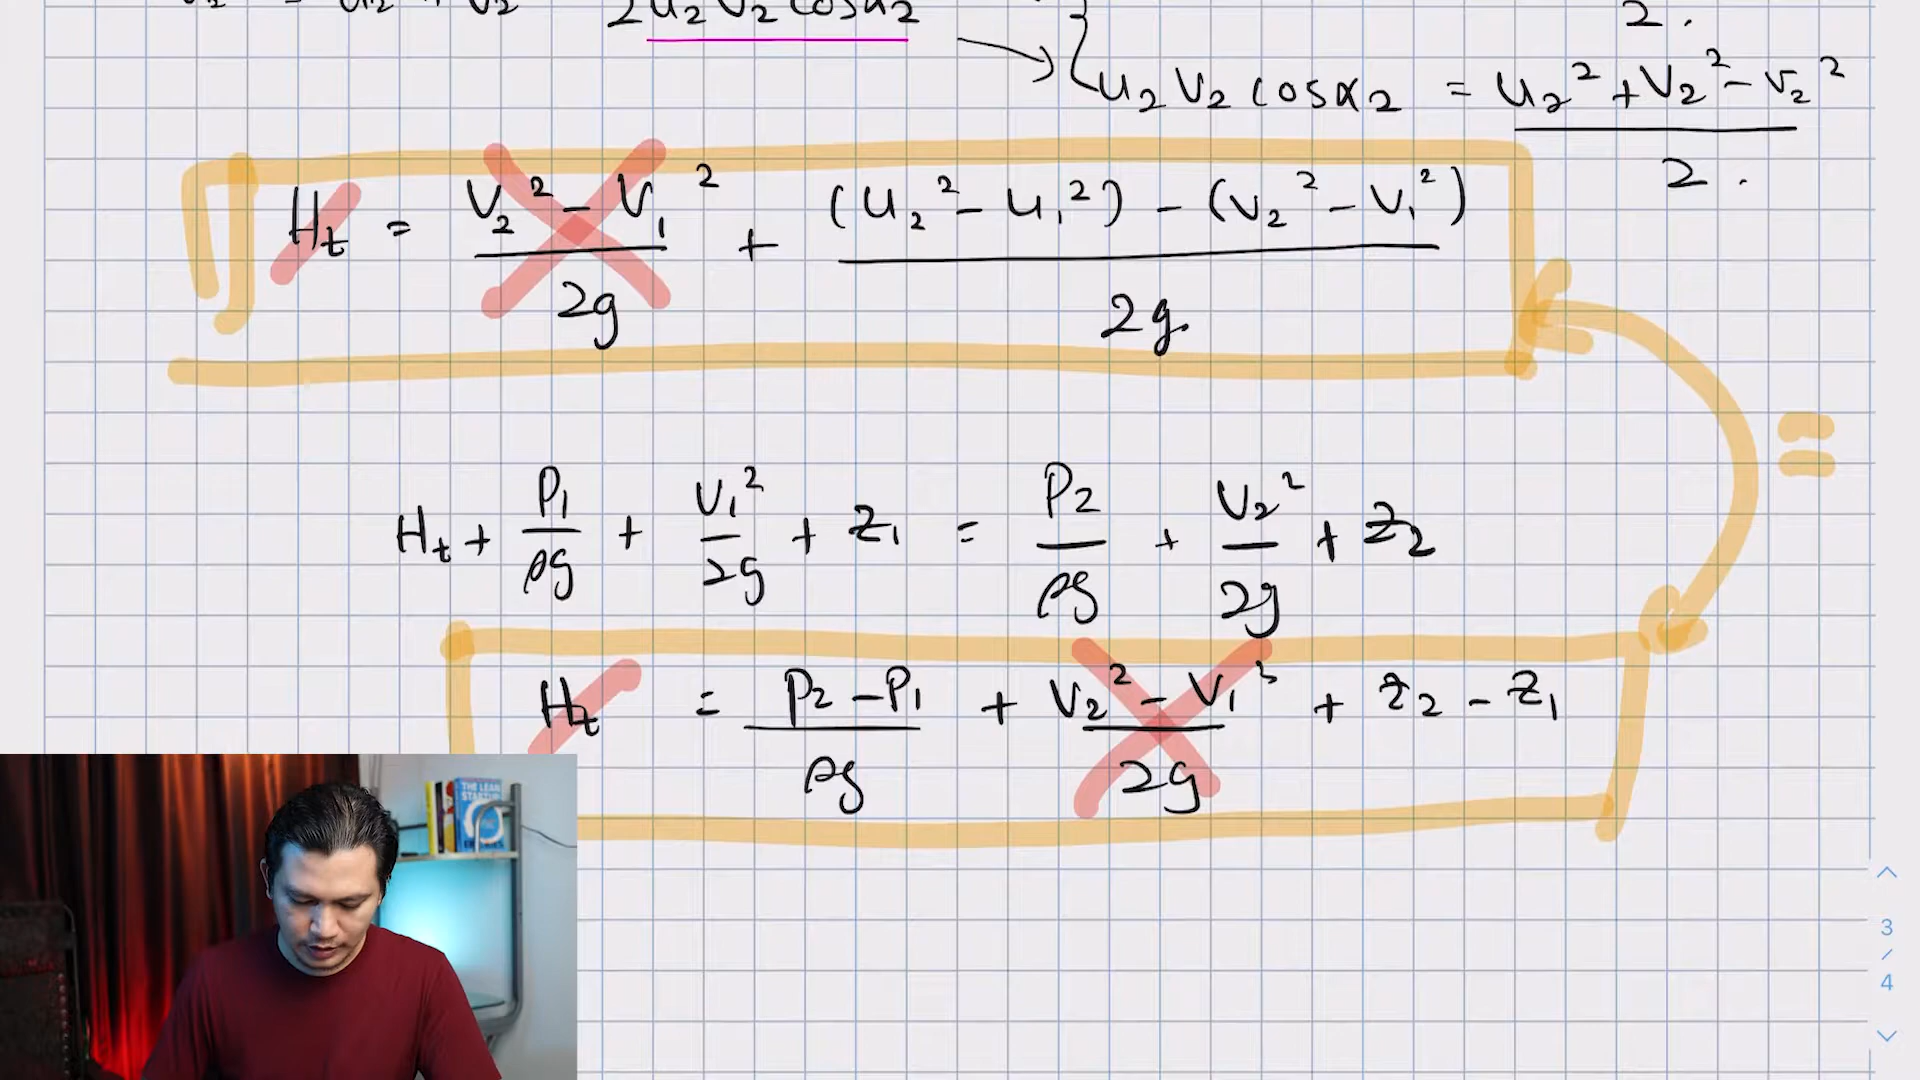 2u₂V₂cosα₂
2.
u₂V₂cosα₂ = u₂² + V₂² - v₂²
2.
Hₜ = V₂² - V₁² + (u₂² - u₁²) - (v₂² - v₁²)
2g 2g.
=
Hₜ + P₁ + V₁² + Z₁ = P₂ + V₂² + Z₂
ρg 2g ρg 2g
Hₜ = P₂ - P₁ + V₂² - V₁² + Z₂ - Z₁
ρg 2g
THE LEAN
STARTUP
3
/
4